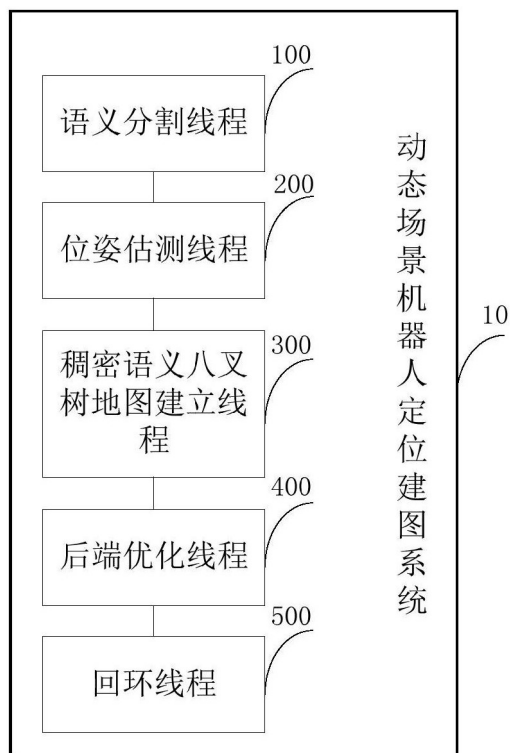 100
语义分割线程
200
位姿估测线程
300
稠密语义八叉
树地图建立线
程
400
后端优化线程
500
回环线程
动态场景机器人定位建图系统
10